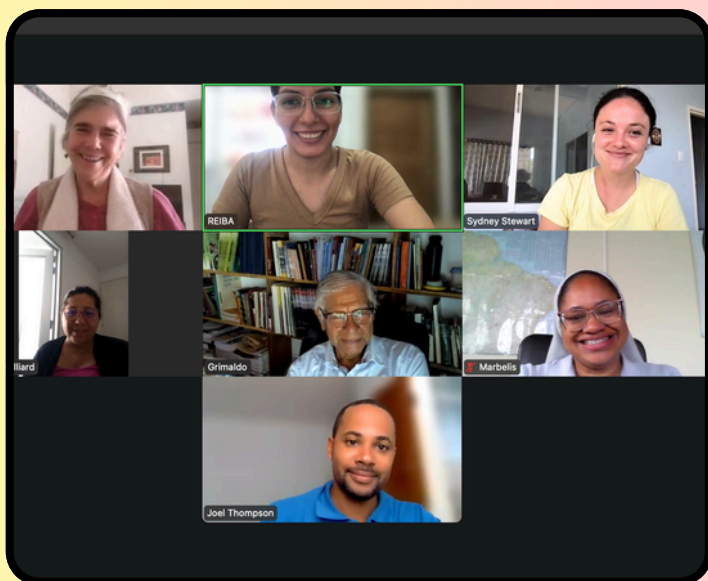 REIBA
Sydney Stewart
lliard
Grimaldo
Marbelis
Joel Thompson